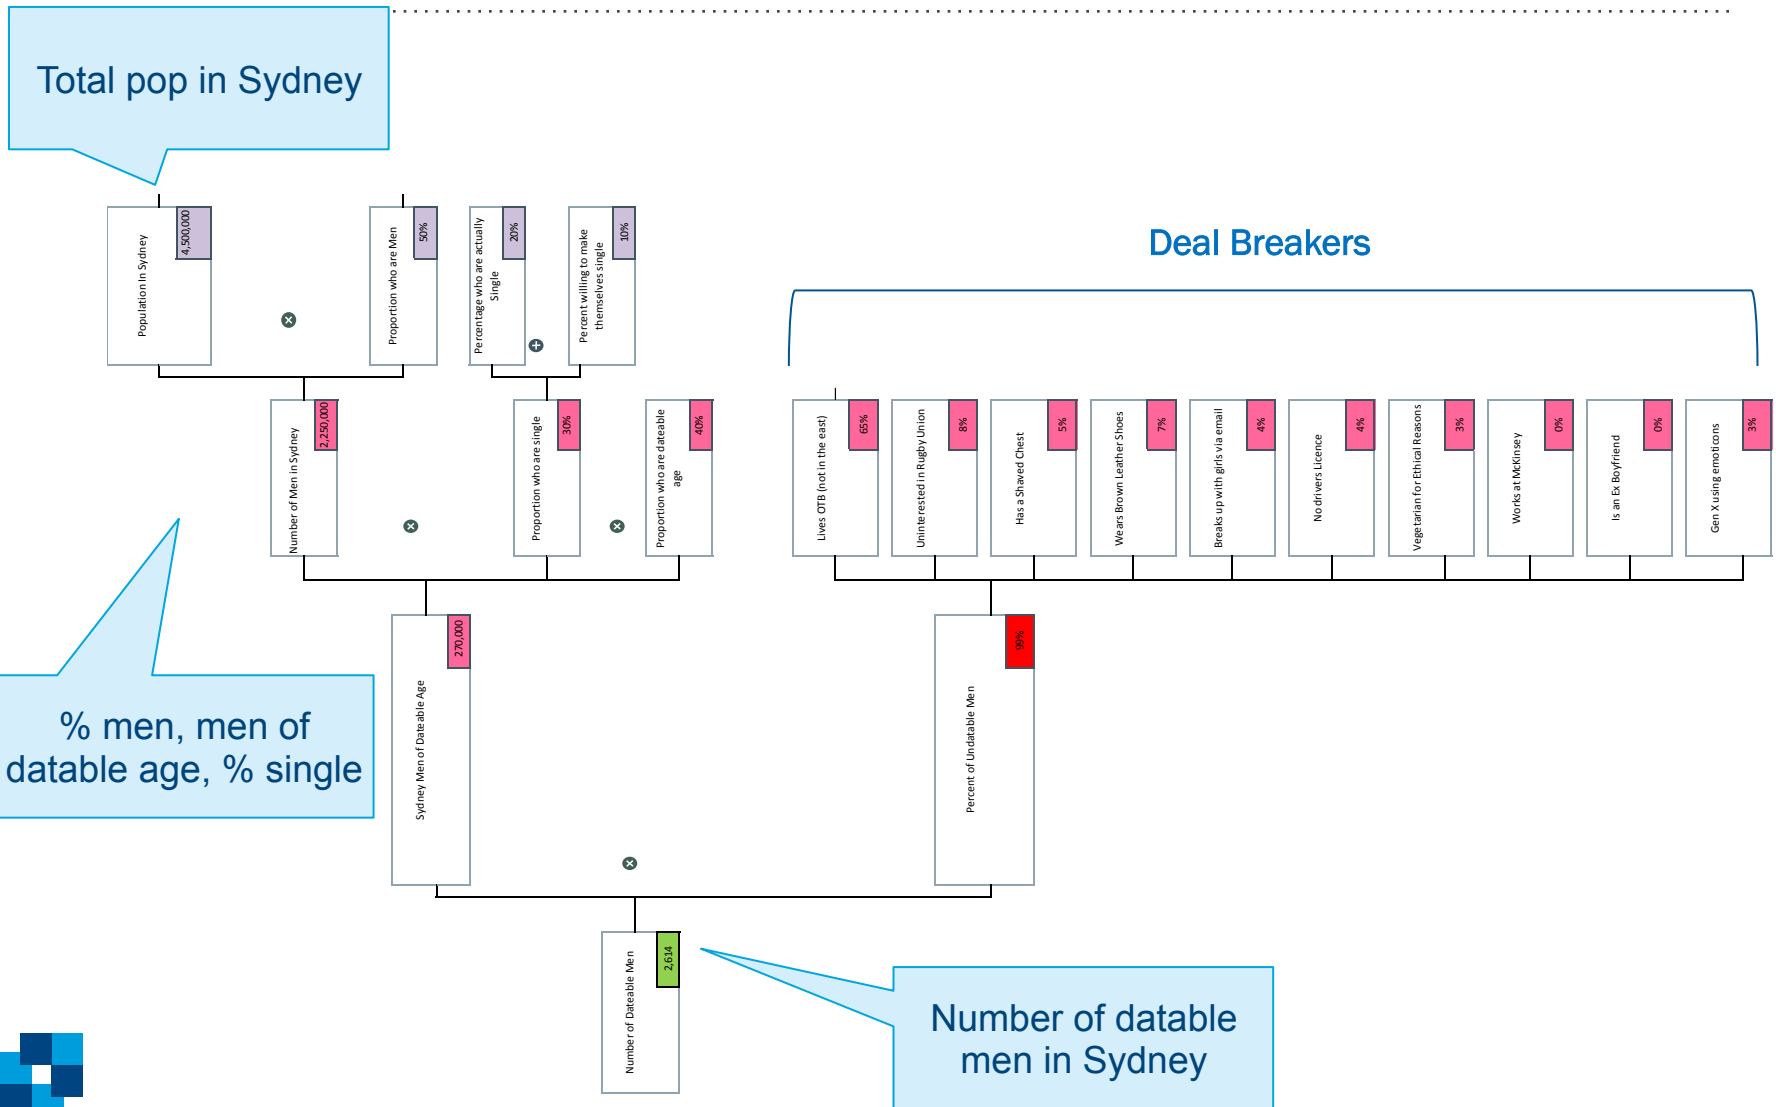 Total pop in Sydney
Population In Sydney
4,500,000
Proportion who are Men
50%
Percentage who are actually
Single
20%
Percent willing to make
themselves single
10%
Deal Breakers
Number of Men in Sydney
2,250,000
Proportion who are single
30%
Proportion who are dateable
age
40%
Lives OTB (not in the east)
65%
Uninterested in Rugby Union
8%
Has a Shaved Chest
5%
Wears Brown Leather Shoes
7%
Breaks up with girls via email
4%
No drivers Licence
4%
Vegetarian for Ethical Reasons
3%
Works at McKinsey
0%
Is an Ex Boyfriend
0%
Gen X using emoticons
3%
% men, men of
datable age, % single
Sydney Men of Dateable Age
270,000
Percent of Undatable Men
99%
Number of Dateable Men
2,614
Number of datable
men in Sydney